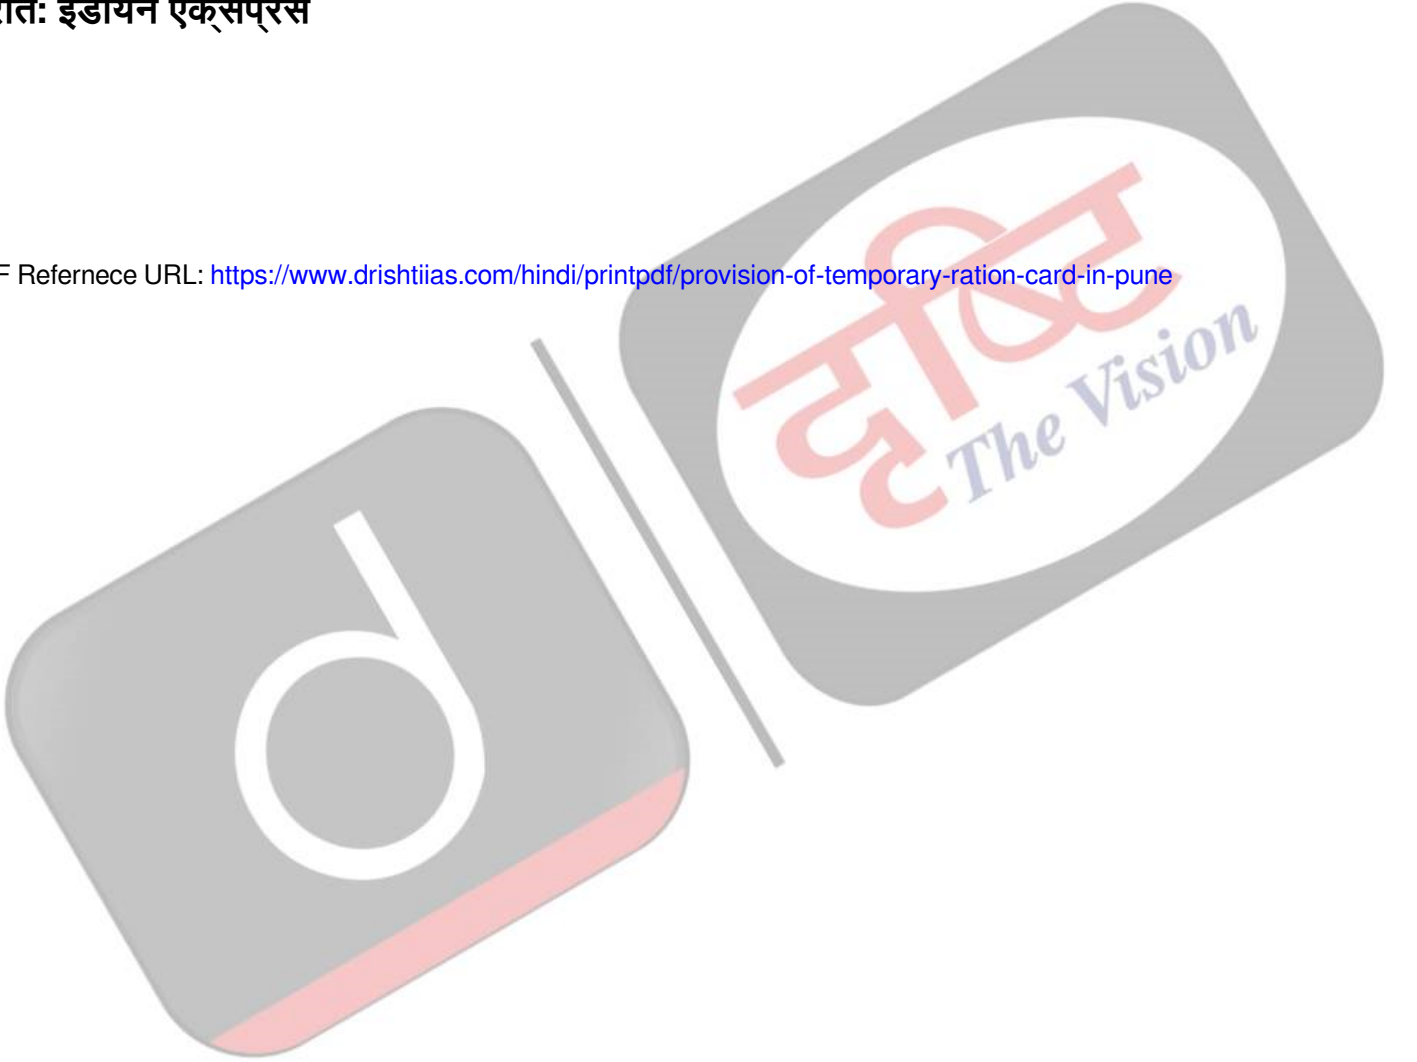 इंडियन एक्सप्रेस
F Refernece URL: https://www.drishtiias.com/hindi/printpdf/provision-of-temporary-ration-card-in-pune
दृष्टि
The Vision
d